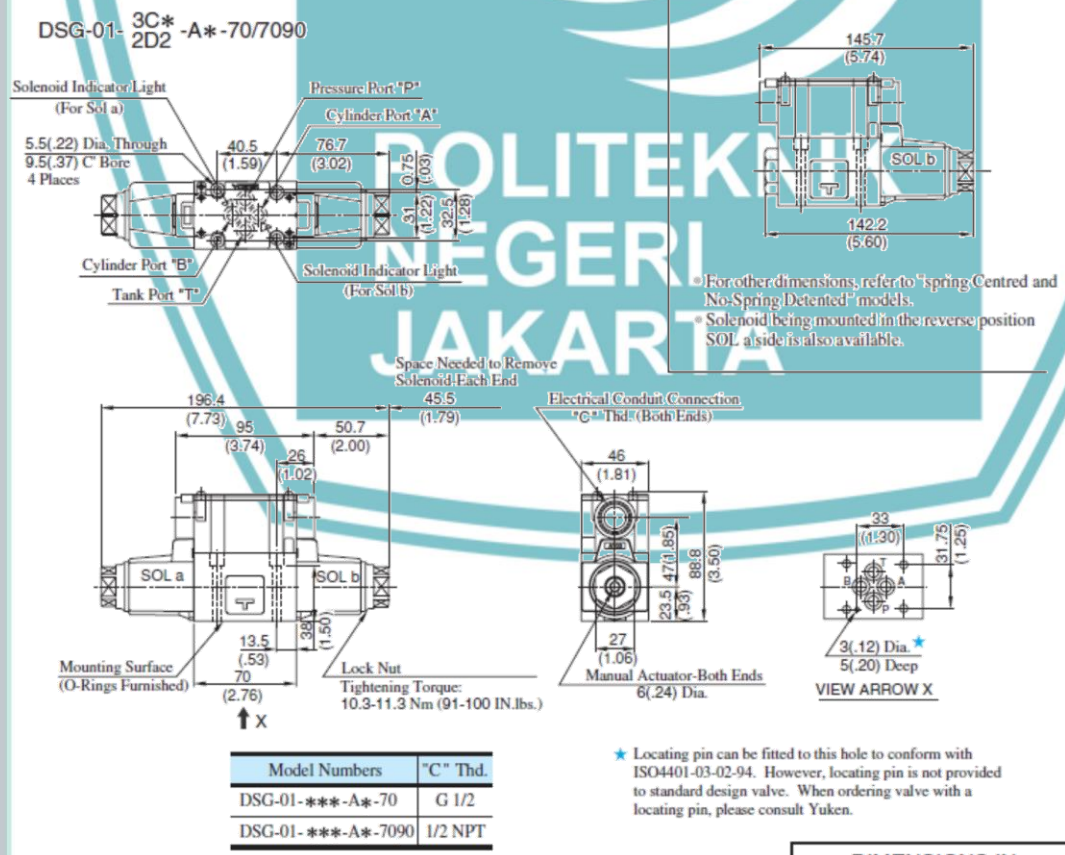 DSG-01- 3C* -A*-70/7090
2D2
Solenoid Indicator Light
(For Sol a)
Pressure Port "P"
Cylinder Port "A"
5.5(.22) Dia. Through
9.5(.37) C' Bore
4 Places
40.5
(1.59)
76.7
(3.02)
0.75
(.03)
31
(1.22)
32.5
(1.28)
Cylinder Port "B"
Tank Port "T"
Solenoid Indicator Light
(For Sol b)
145.7
(5.74)
SOL b
142.2
(5.60)
For other dimensions, refer to "spring Centred and
No-Spring Detented" models.
Solenoid being mounted in the reverse position
SOL a side is also available.
POLITEKNIK
NEGERI
JAKARTA
Space Needed to Remove
Solenoid-Each End
196.4
(7.73)
45.5
(1.79)
95
(3.74)
50.7
(2.00)
26
(1.02)
SOL a
SOL b
13.5
(.53)
38
(1.50)
70
(2.76)
X
Mounting Surface
(O-Rings Furnished)
Lock Nut
Tightening Torque:
10.3-11.3 Nm (91-100 IN.lbs.)
Electrical Conduit Connection
"C" Thd. (Both Ends)
46
(1.81)
47(1.85)
88.8
(3.50)
23.5
(.93)
27
(1.06)
Manual Actuator-Both Ends
6(.24) Dia.
33
(1.30)
31.75
(1.25)
T
B
A
P
3(.12) Dia.★
5(.20) Deep
VIEW ARROW X
Model Numbers "C" Thd.
DSG-01-***-A*-70 G 1/2
DSG-01-***-A*-7090 1/2 NPT
★ Locating pin can be fitted to this hole to conform with
ISO4401-03-02-94. However, locating pin is not provided
to standard design valve. When ordering valve with a
locating pin, please consult Yuken.